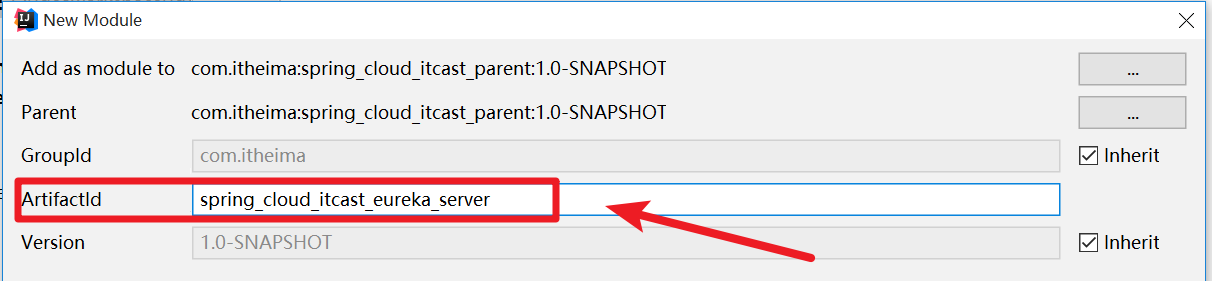 New Module
Add as module to com.itheima:spring_cloud_itcast_parent:1.0-SNAPSHOT ...
Parent com.itheima:spring_cloud_itcast_parent:1.0-SNAPSHOT ...
GroupId com.itheima Inherit
ArtifactId spring_cloud_itcast_eureka_server
Version 1.0-SNAPSHOT Inherit